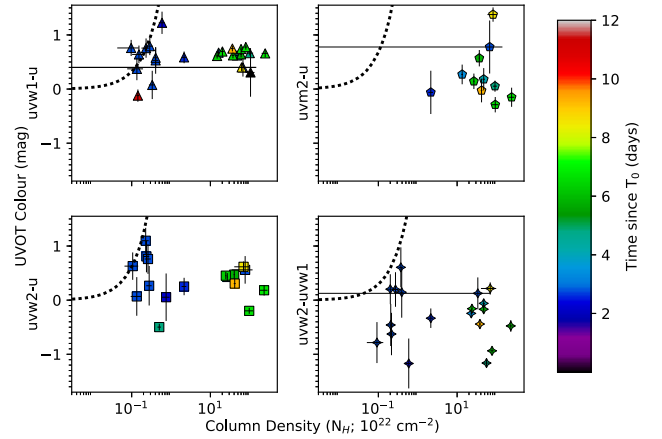 1
0
−1
uvw1-u
uvm2-u
UVOT Colour (mag)
1
0
−1
uvw2-u
uvw2-uvw1
10⁻¹ 10¹ 10⁻¹ 10¹
Column Density (N_H; 10²² cm⁻²)
12
10
8
6
4
2
Time since T₀ (days)